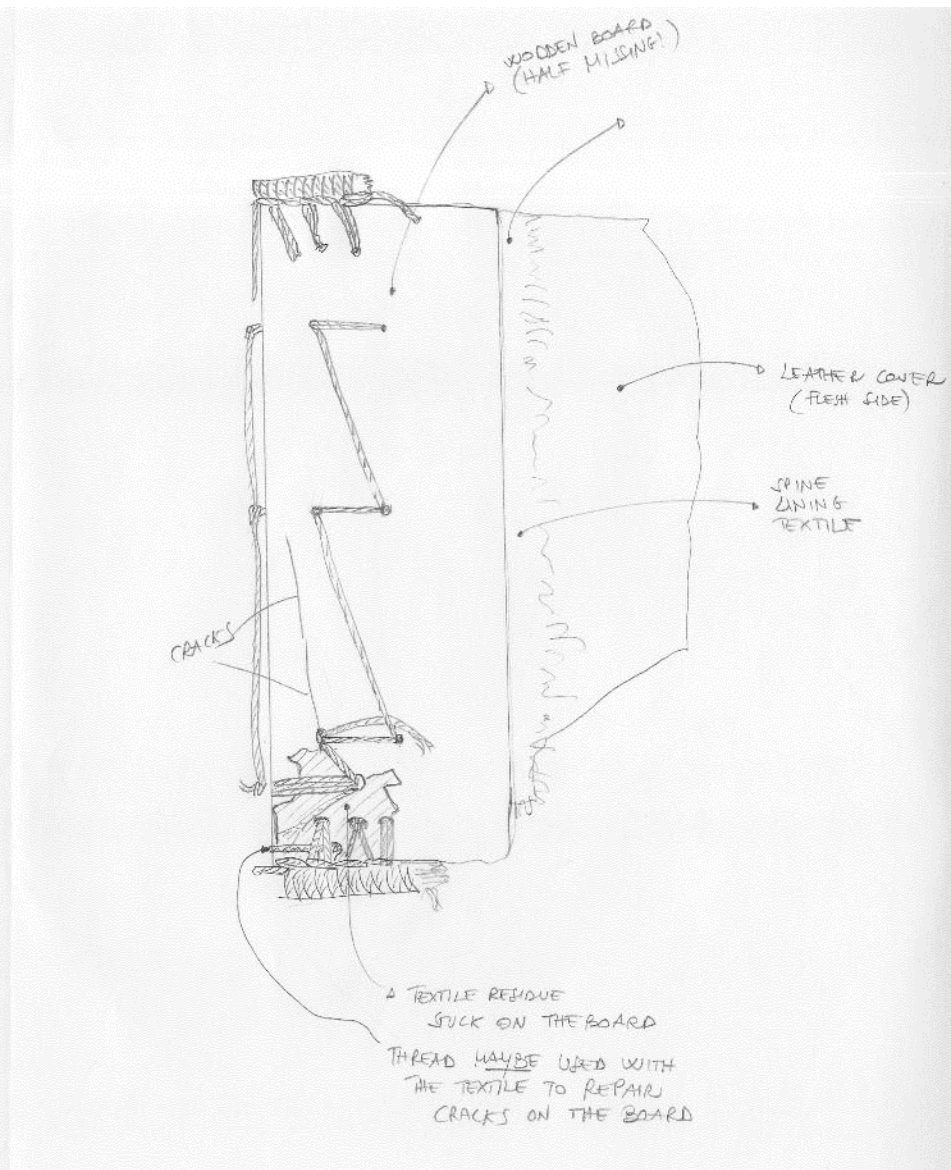 WOODEN BOARD
(HALF MISSING!)
LEATHER COVER
(FLESH SIDE)
SPINE
LINING
TEXTILE
CRACKS
TEXTILE RESIDUE
STUCK ON THE BOARD
THREAD MAYBE USED WITH
THE TEXTILE TO REPAIR
CRACKS ON THE BOARD